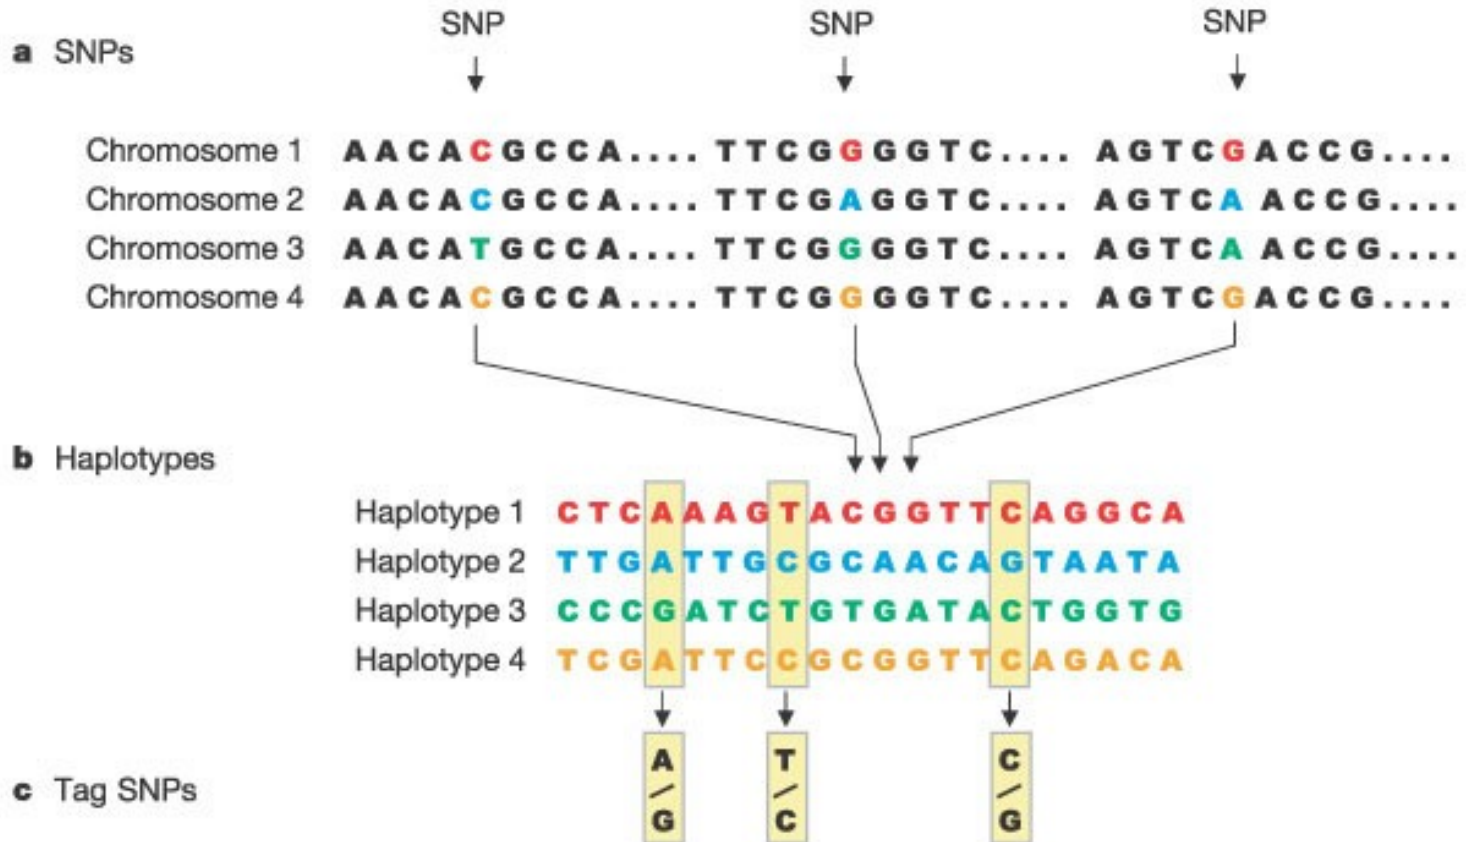 SNP SNP SNP
a SNPs
Chromosome 1 AACACGCCA.... TTCGGGGTC.... AGTCGACCG....
Chromosome 2 AACACGCCA.... TTCGAGGTC.... AGTCAACCG....
Chromosome 3 AACATGCCA.... TTCGGGGTC.... AGTCAACCG....
Chromosome 4 AACACGCCA.... TTCGGGGTC.... AGTCGACCG....
b Haplotypes
Haplotype 1 CTCAAAGTACGGTTCAGGCA
Haplotype 2 TTGATTGCGCAACAGTAATA
Haplotype 3 CCCGATCTGTGATACTGGTG
Haplotype 4 TCGATTCCGCGGTTCAGACA
A/G T/C C/G
c Tag SNPs